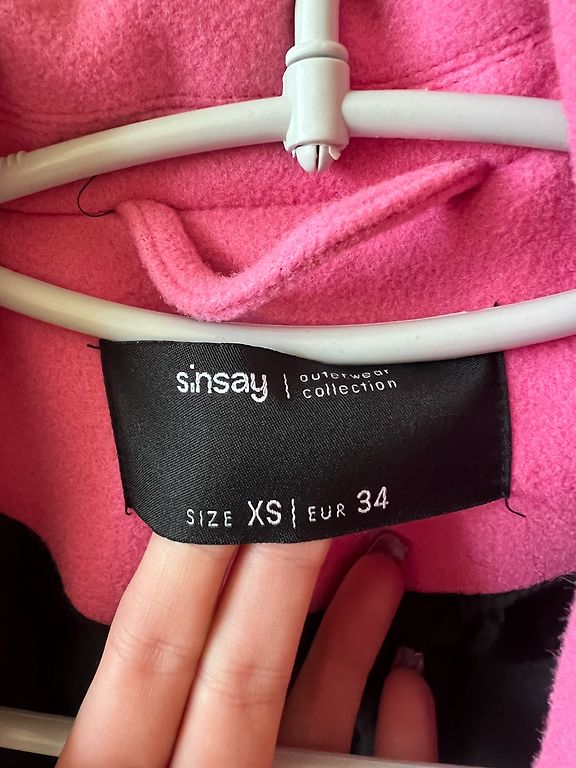 sinsay | outerwear
collection
SIZE XS | EUR 34